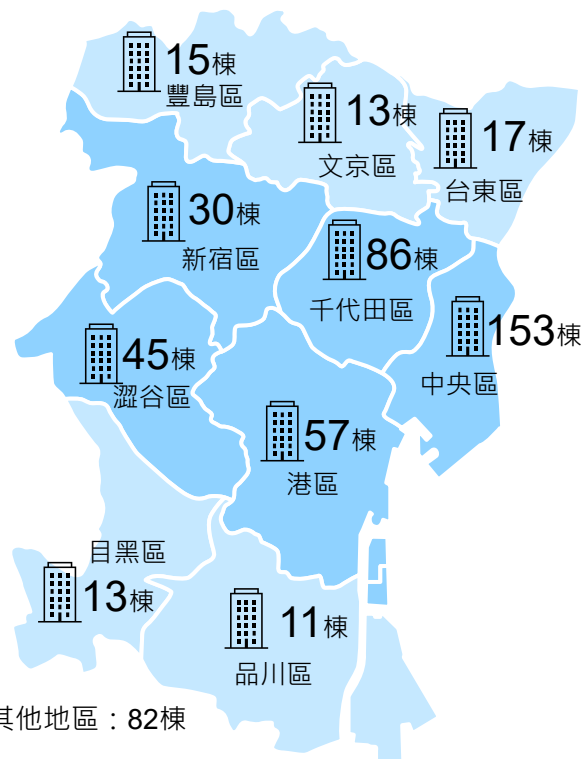 15棟
豐島區
13棟
文京區
17棟
台東區
30棟
新宿區
86棟
千代田區
153棟
中央區
45棟
澀谷區
57棟
港區
目黑區
13棟
11棟
品川區
其他地區：82棟